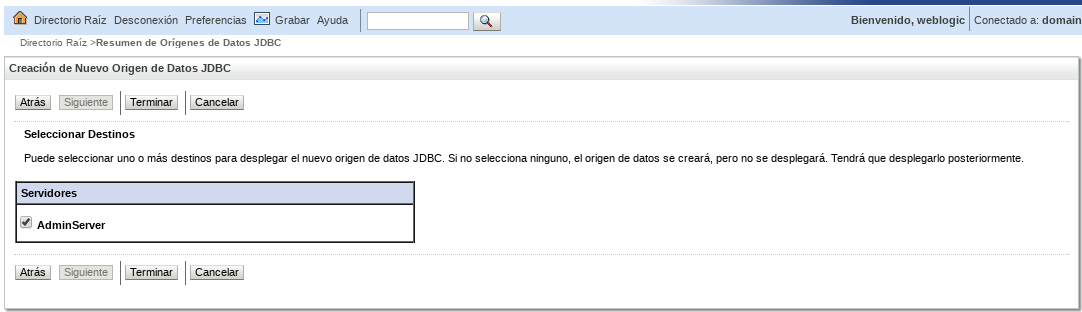 Directorio Raíz Desconexión Preferencias Grabar Ayuda Bienvenido, weblogic Conectado a: domain
Directorio Raíz >Resumen de Orígenes de Datos JDBC
Creación de Nuevo Origen de Datos JDBC
Atrás Siguiente Terminar Cancelar
Seleccionar Destinos
Puede seleccionar uno o más destinos para desplegar el nuevo origen de datos JDBC. Si no selecciona ninguno, el origen de datos se creará, pero no se desplegará. Tendrá que desplegarlo posteriormente.
Servidores
AdminServer
Atrás Siguiente Terminar Cancelar